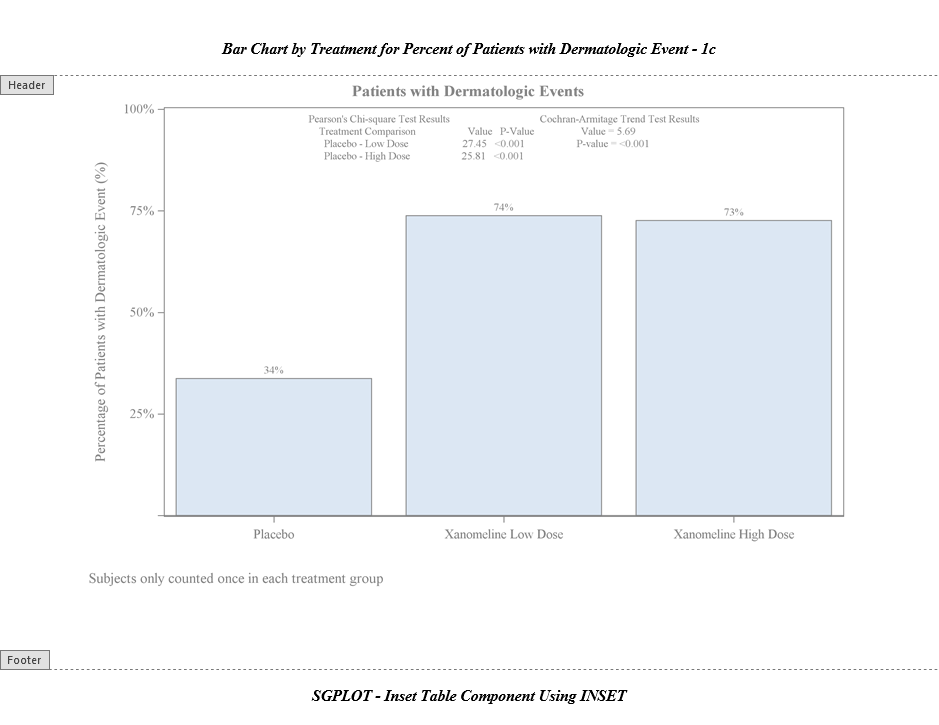 Bar Chart by Treatment for Percent of Patients with Dermatologic Event - 1c
Header
Patients with Dermatologic Events
Pearson's Chi-square Test Results
Treatment Comparison Value P-Value
Placebo - Low Dose 27.45 <0.001
Placebo - High Dose 25.81 <0.001
Cochran-Armitage Trend Test Results
Value = 5.69
P-value = <0.001
Percentage of Patients with Dermatologic Event (%)
100%
75%
50%
25%
34%
74%
73%
Placebo
Xanomeline Low Dose
Xanomeline High Dose
Subjects only counted once in each treatment group
Footer
SGPLOT - Inset Table Component Using INSET